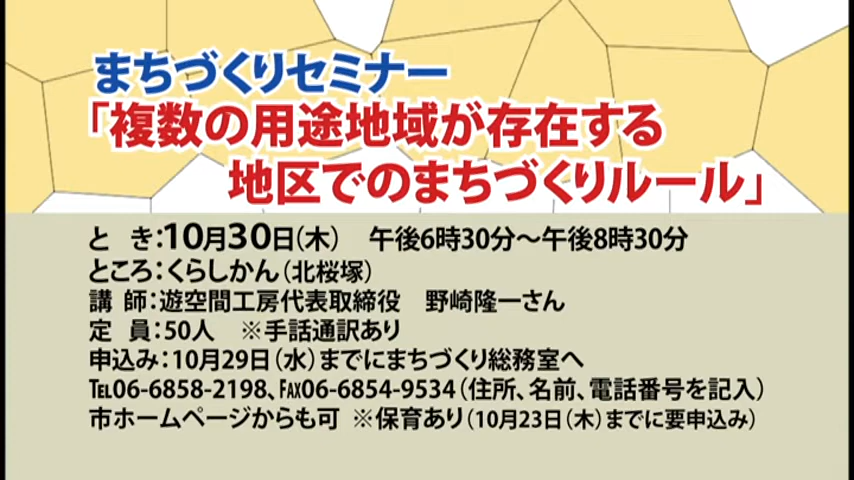 まちづくりセミナー
「複数の用途地域が存在する
地区でのまちづくりルール」
と き：10月30日（木） 午後6時30分～午後8時30分
ところ：くらしかん（北桜塚）
講 師：遊空間工房代表取締役 野崎隆一さん
定 員：50人 ※手話通訳あり
申込み：10月29日（水）までにまちづくり総務室へ
℡06-6858-2198、FAX06-6854-9534（住所、名前、電話番号を記入）
市ホームページからも可 ※保育あり（10月23日（木）までに要申込み）